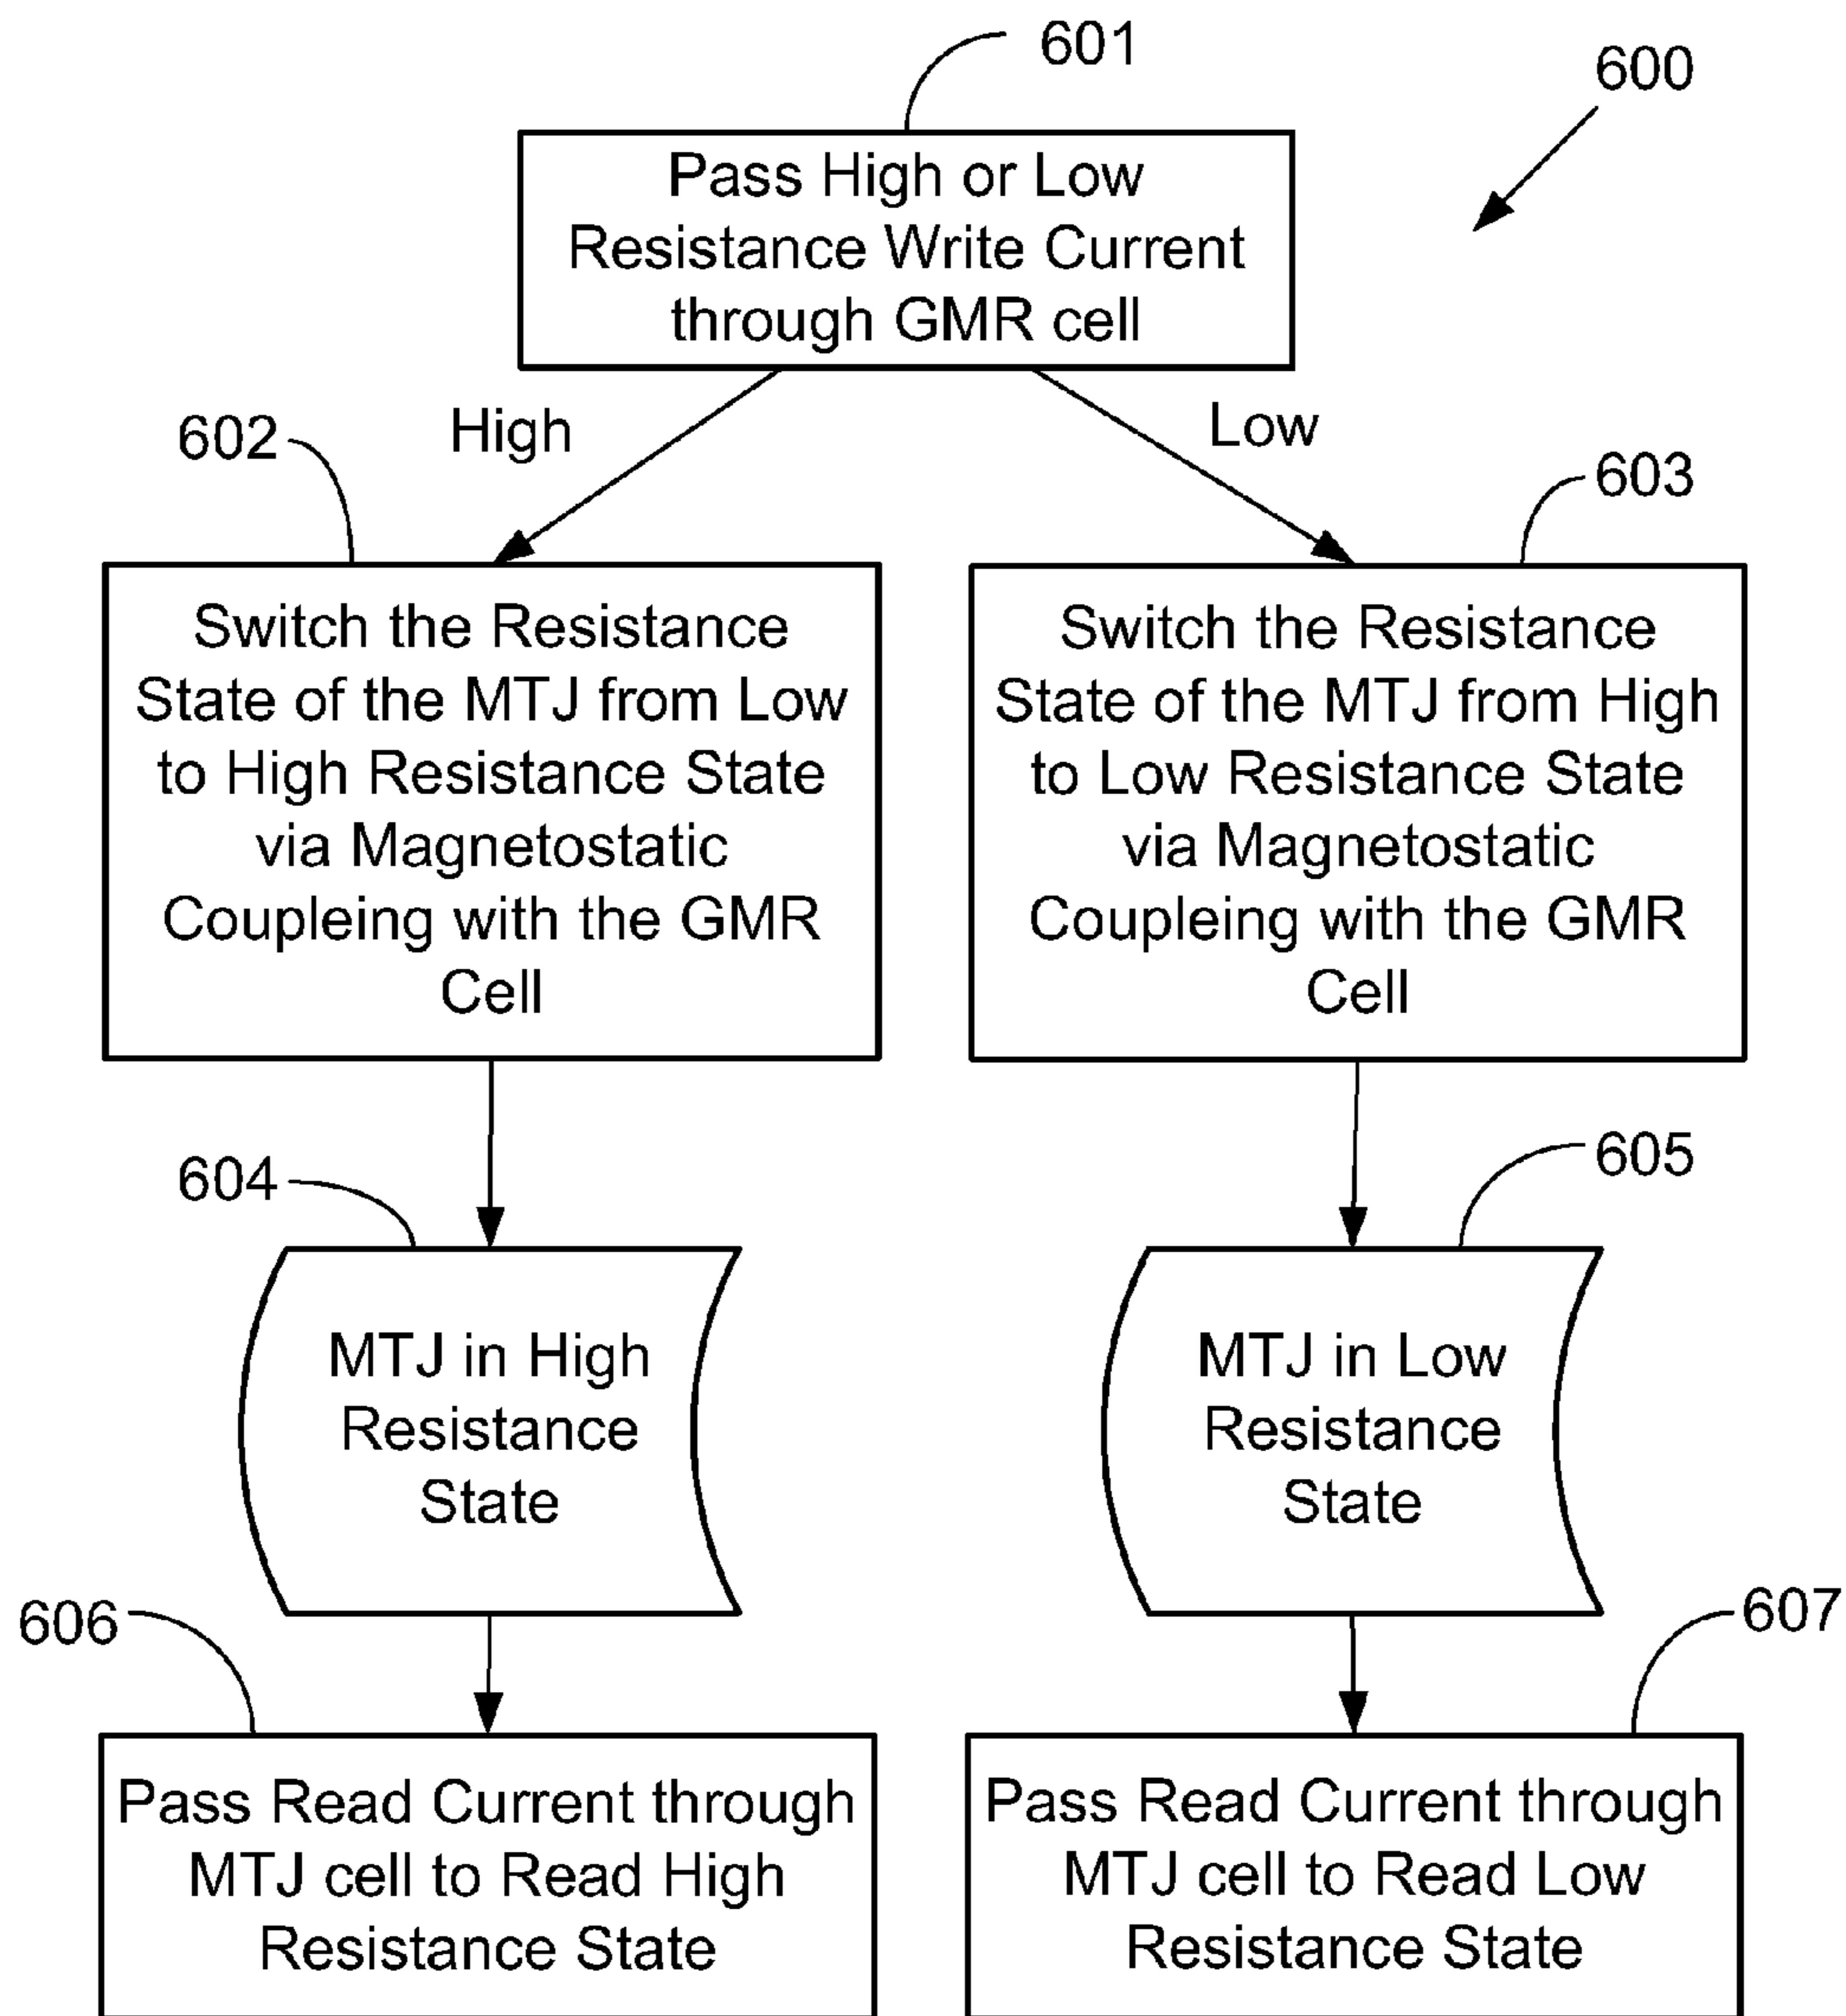 601
600
Pass High or Low
Resistance Write Current
through GMR cell
High
Low
602
603
Switch the Resistance
State of the MTJ from Low
to High Resistance State
via Magnetostatic
Coupleing with the GMR
Cell
Switch the Resistance
State of the MTJ from High
to Low Resistance State
via Magnetostatic
Coupleing with the GMR
Cell
604
605
MTJ in High
Resistance
State
MTJ in Low
Resistance
State
606
607
Pass Read Current through
MTJ cell to Read High
Resistance State
Pass Read Current through
MTJ cell to Read Low
Resistance State